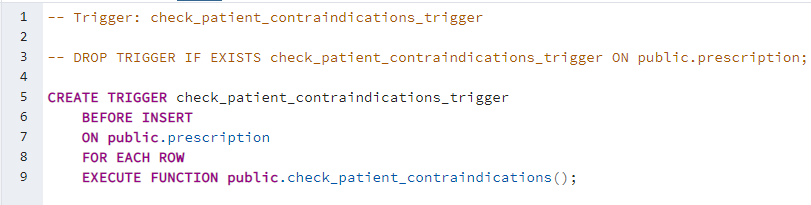 1 -- Trigger: check_patient_contraindications_trigger
2
3 -- DROP TRIGGER IF EXISTS check_patient_contraindications_trigger ON public.prescription;
4
5 CREATE TRIGGER check_patient_contraindications_trigger
6     BEFORE INSERT
7     ON public.prescription
8     FOR EACH ROW
9     EXECUTE FUNCTION public.check_patient_contraindications();